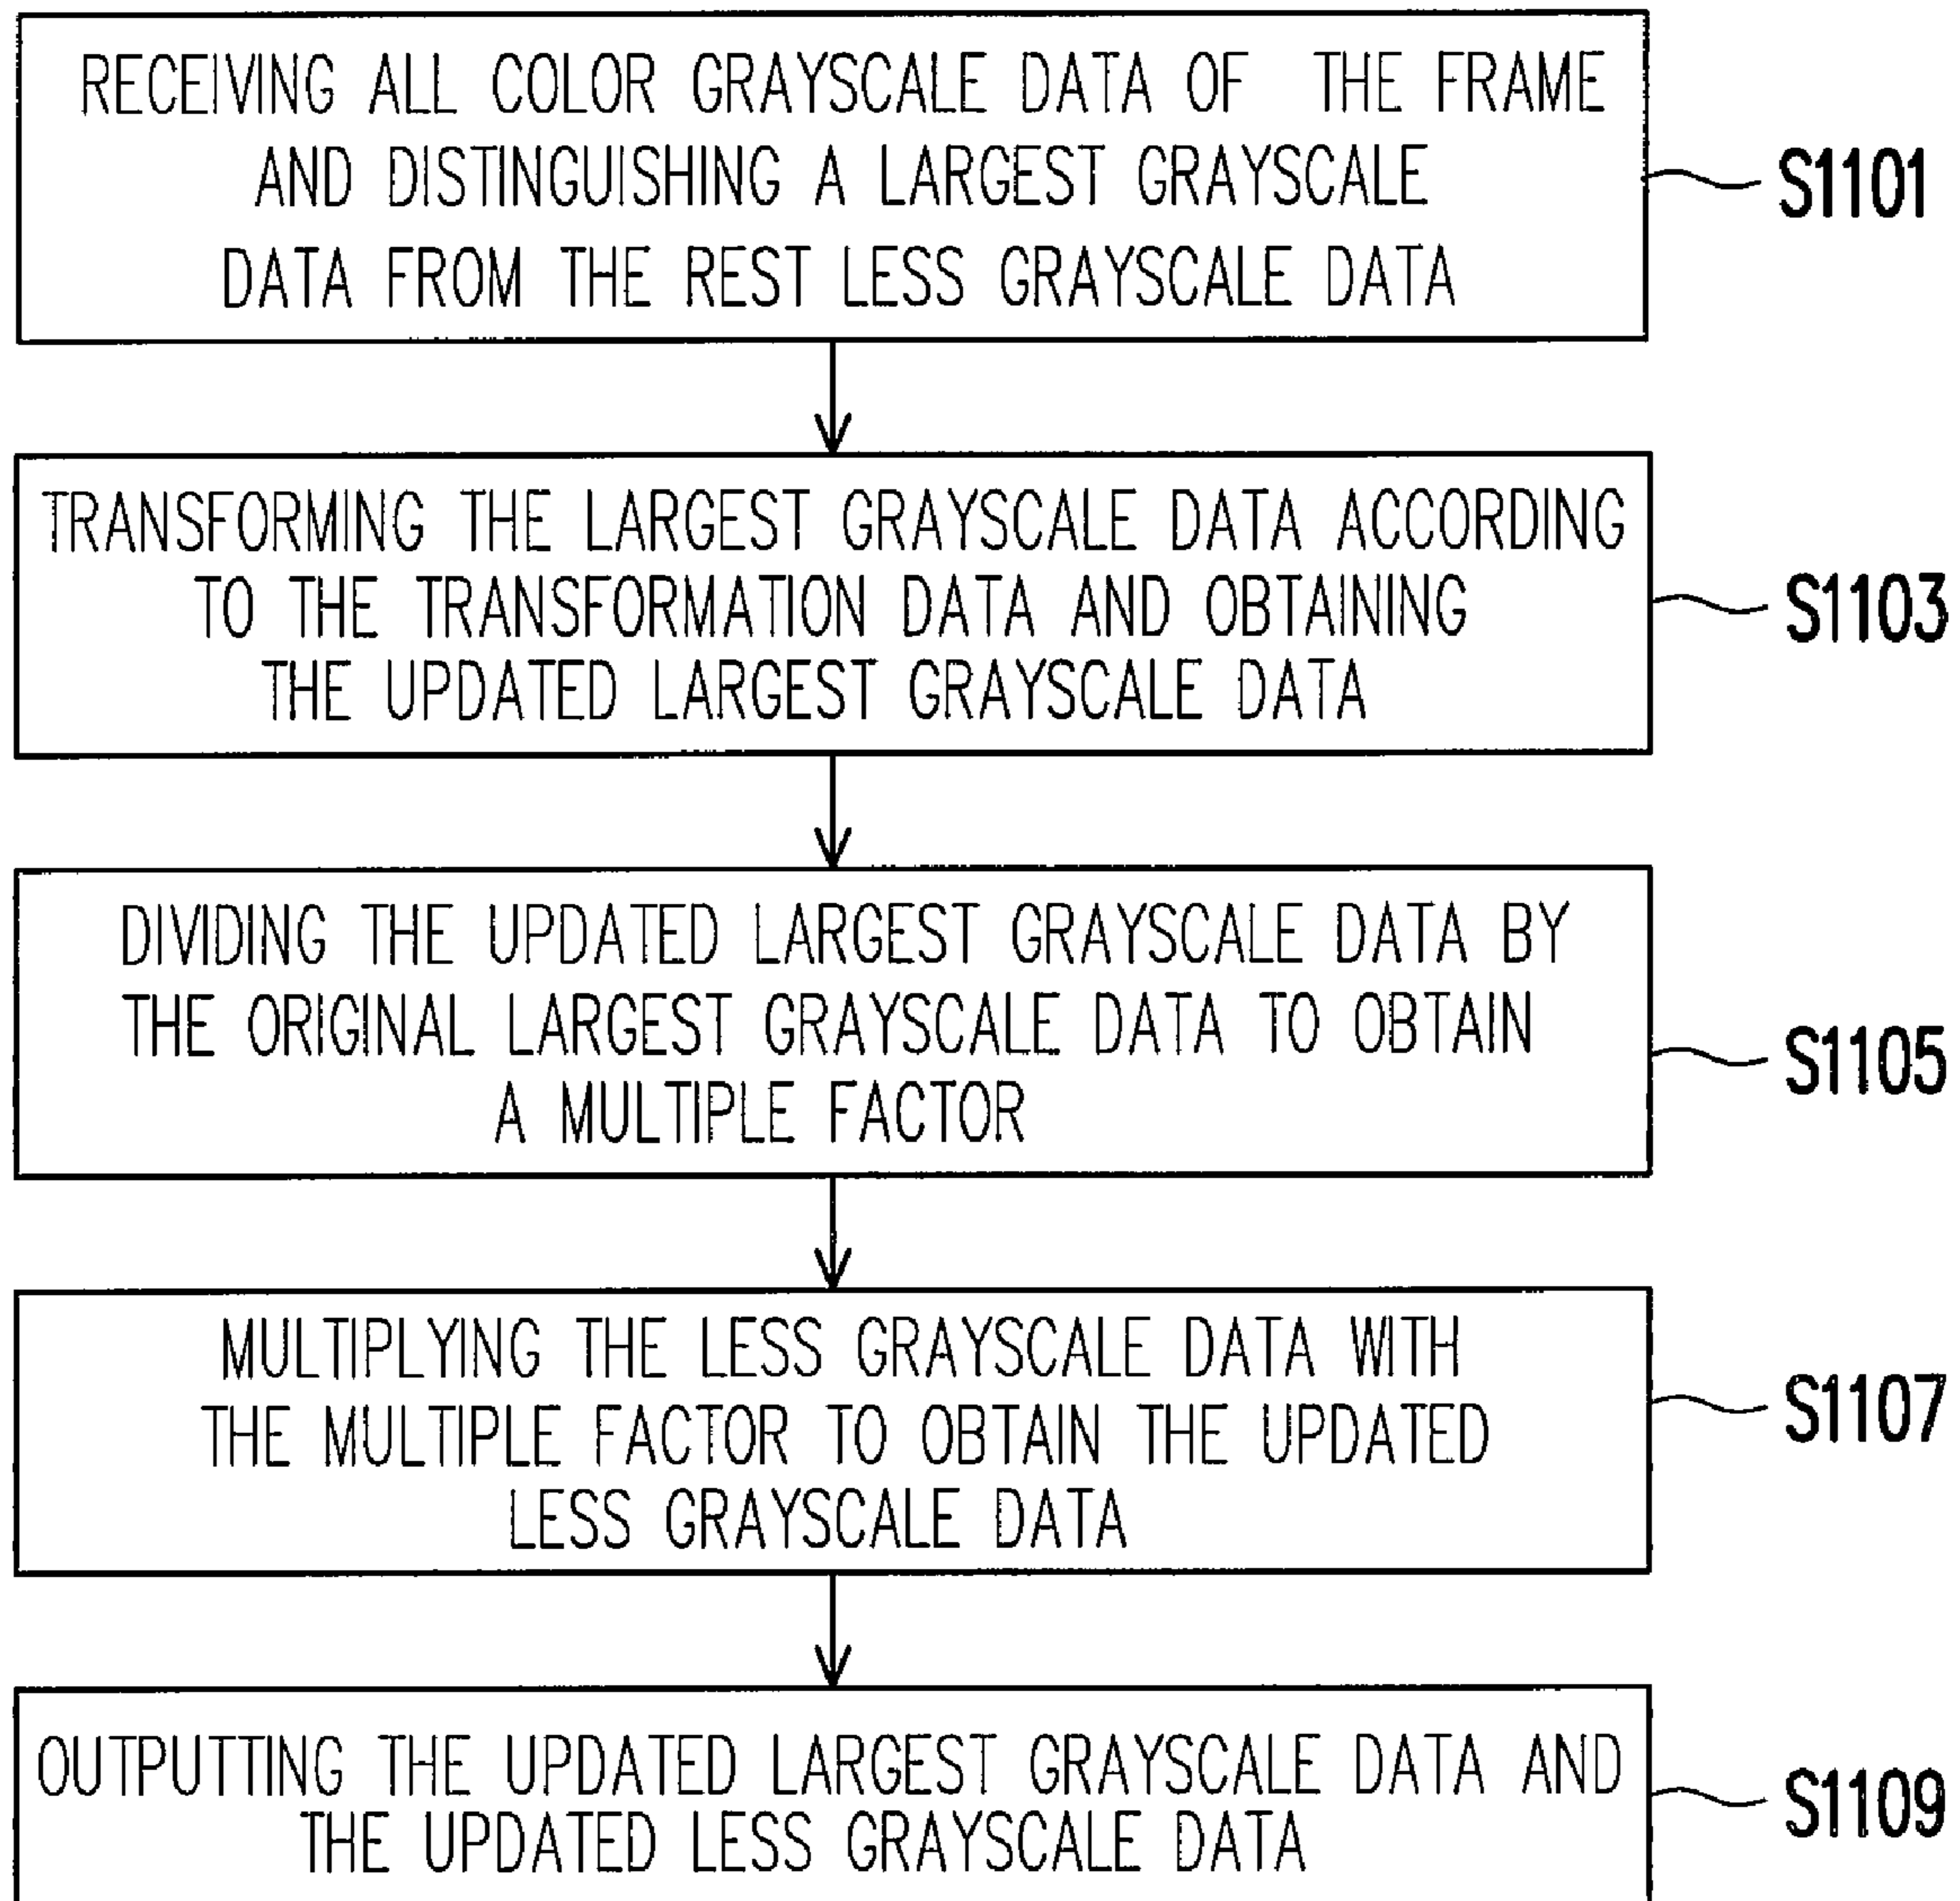 RECEIVING ALL COLOR GRAYSCALE DATA OF THE FRAME
AND DISTINGUISHING A LARGEST GRAYSCALE
DATA FROM THE REST LESS GRAYSCALE DATA
S1101
TRANSFORMING THE LARGEST GRAYSCALE DATA ACCORDING
TO THE TRANSFORMATION DATA AND OBTAINING
THE UPDATED LARGEST GRAYSCALE DATA
S1103
DIVIDING THE UPDATED LARGEST GRAYSCALE DATA BY
THE ORIGINAL LARGEST GRAYSCALE DATA TO OBTAIN
A MULTIPLE FACTOR
S1105
MULTIPLYING THE LESS GRAYSCALE DATA WITH
THE MULTIPLE FACTOR TO OBTAIN THE UPDATED
LESS GRAYSCALE DATA
S1107
OUTPUTTING THE UPDATED LARGEST GRAYSCALE DATA AND
THE UPDATED LESS GRAYSCALE DATA
S1109